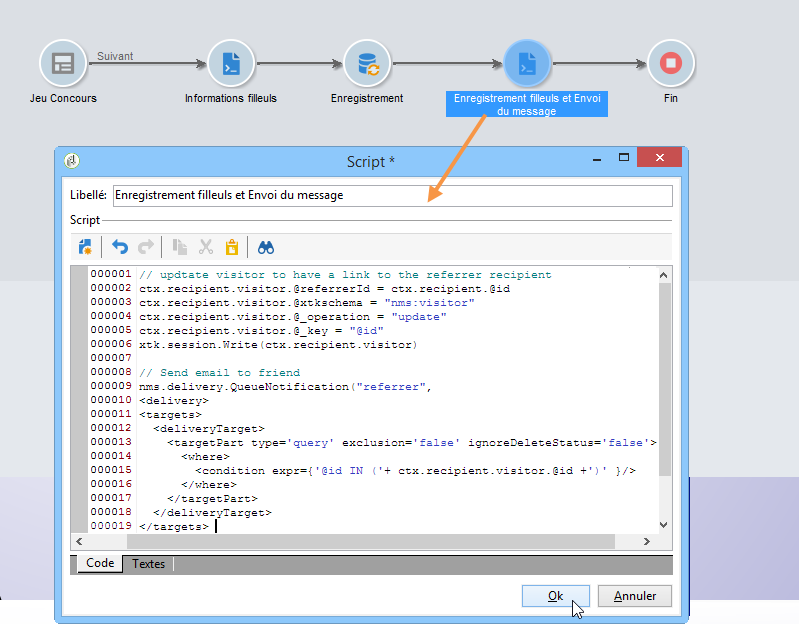 Suivant
Jeu Concours
Informations filleuls
Enregistrement
Enregistrement filleuls et Envoi
du message
Fin
Script *
Libellé: Enregistrement filleuls et Envoi du message
Script
000001 // updtate visitor to have a link to the referrer recipient
000002 ctx.recipient.visitor.@referrerId = ctx.recipient.@id
000003 ctx.recipient.visitor.@xtkschema = "nms:visitor"
000004 ctx.recipient.visitor.@_operation = "update"
000005 ctx.recipient.visitor.@_key = "@id"
000006 xtk.session.Write(ctx.recipient.visitor)
000007
000008 // Send email to friend
000009 nms.delivery.QueueNotification("referrer",
000010 <delivery>
000011 <targets>
000012   <deliveryTarget>
000013     <targetPart type='query' exclusion='false' ignoreDeleteStatus='false'>
000014       <where>
000015         <condition expr={'@id IN ('+ ctx.recipient.visitor.@id +')' }/>
000016       </where>
000017     </targetPart>
000018   </deliveryTarget>
000019 </targets>
Code Textes
Ok Annuler